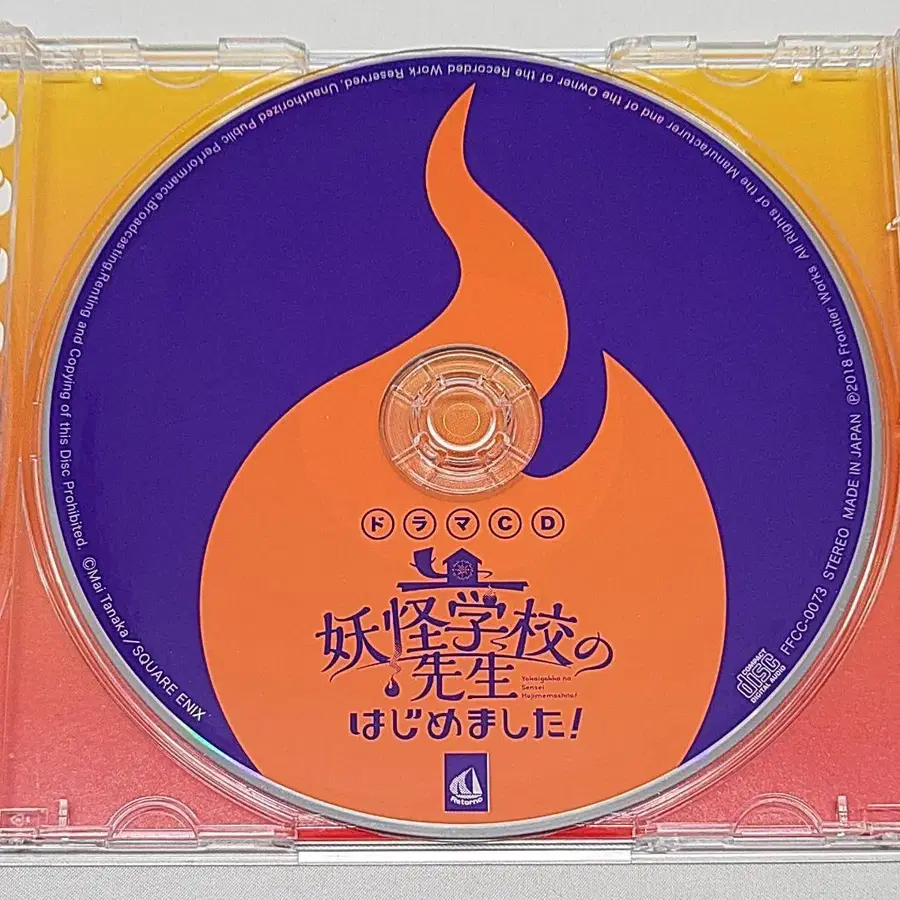 ドラマCD
妖怪学校の
先生
Yokaigakko no
Sensei
Hajimemashita!
はじめました!
Retorno
©Mai Tanaka/SQUARE ENIX
COMPACT
disc
DIGITAL AUDIO
FFCC-0073 STEREO MADE IN JAPAN Ⓟ2018 Frontier Works All Rights of the Manufacturer and of the Owner of the Recorded Work Reserved. Unauthorized Public Performance,Broadcasting,Renting and Copying of this Disc Prohibited.